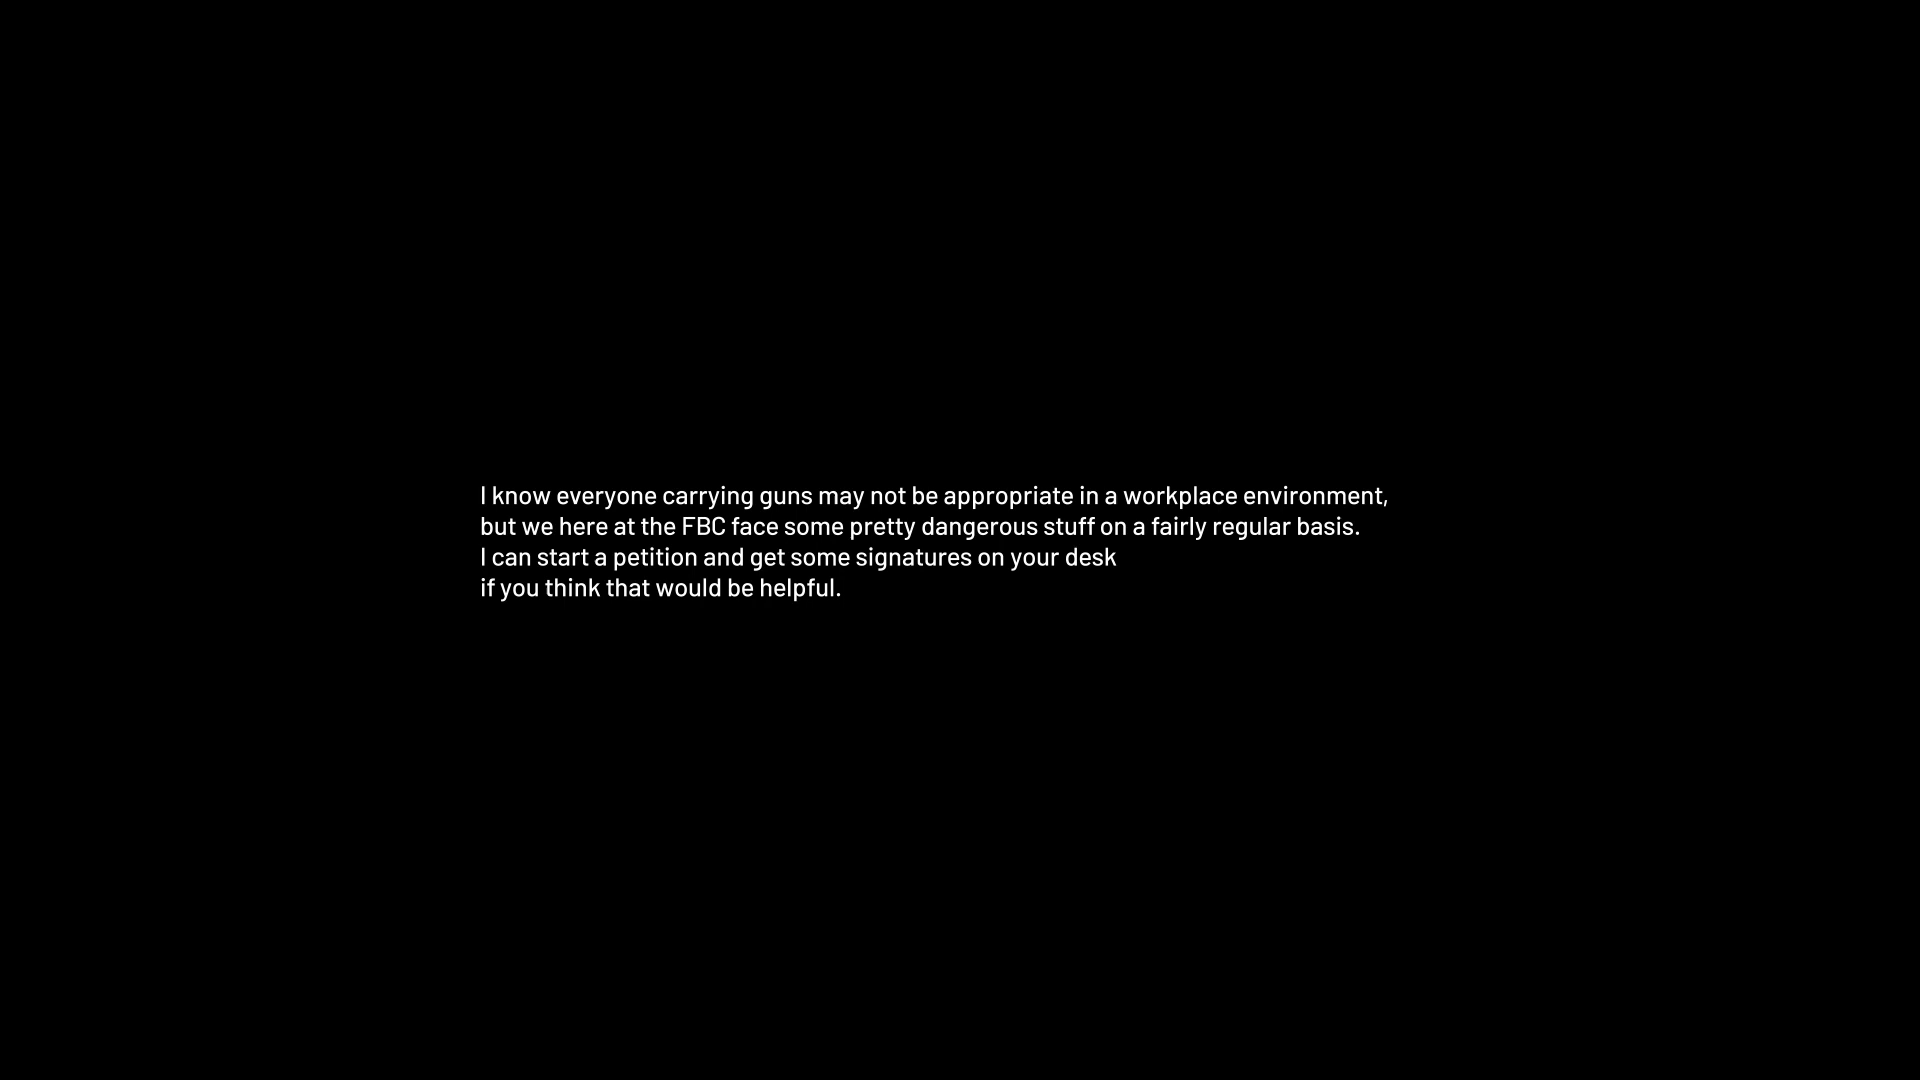 I know everyone carrying guns may not be appropriate in a workplace environment,
but we here at the FBC face some pretty dangerous stuff on a fairly regular basis.
I can start a petition and get some signatures on your desk
if you think that would be helpful.